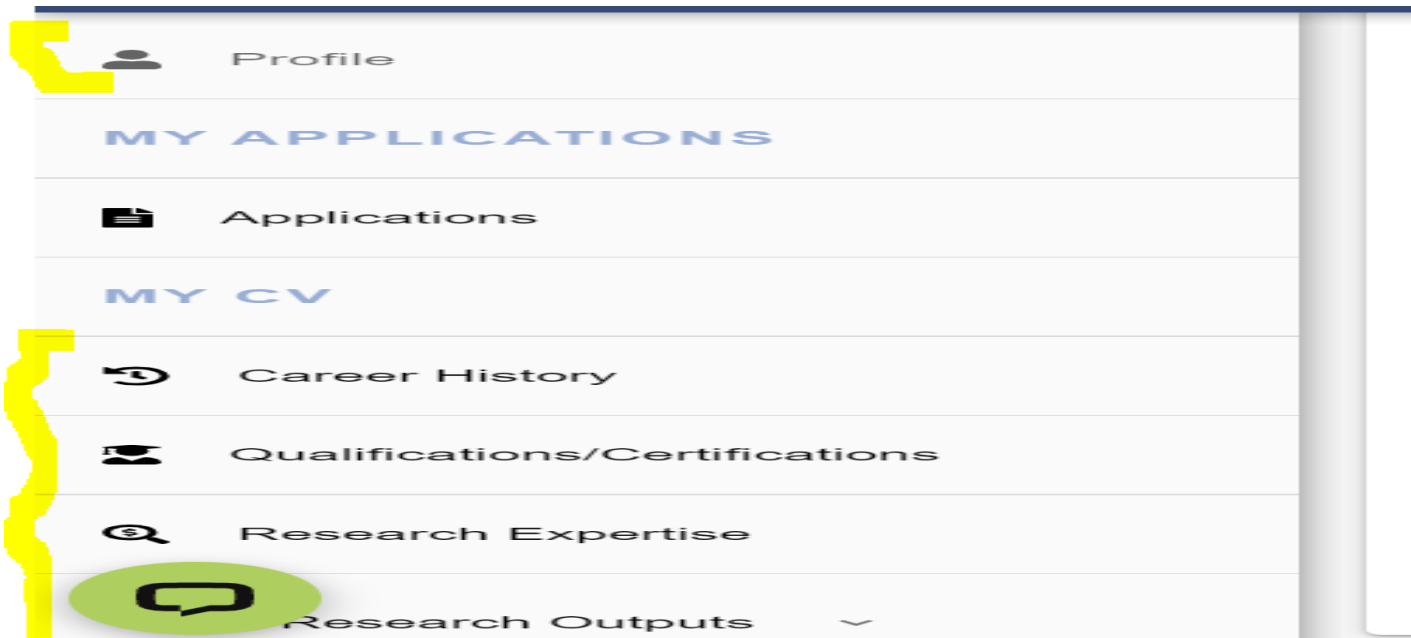 Profile
MY APPLICATIONS
Applications
MY CV
Career History
Qualifications/Certifications
Research Expertise
Research Outputs